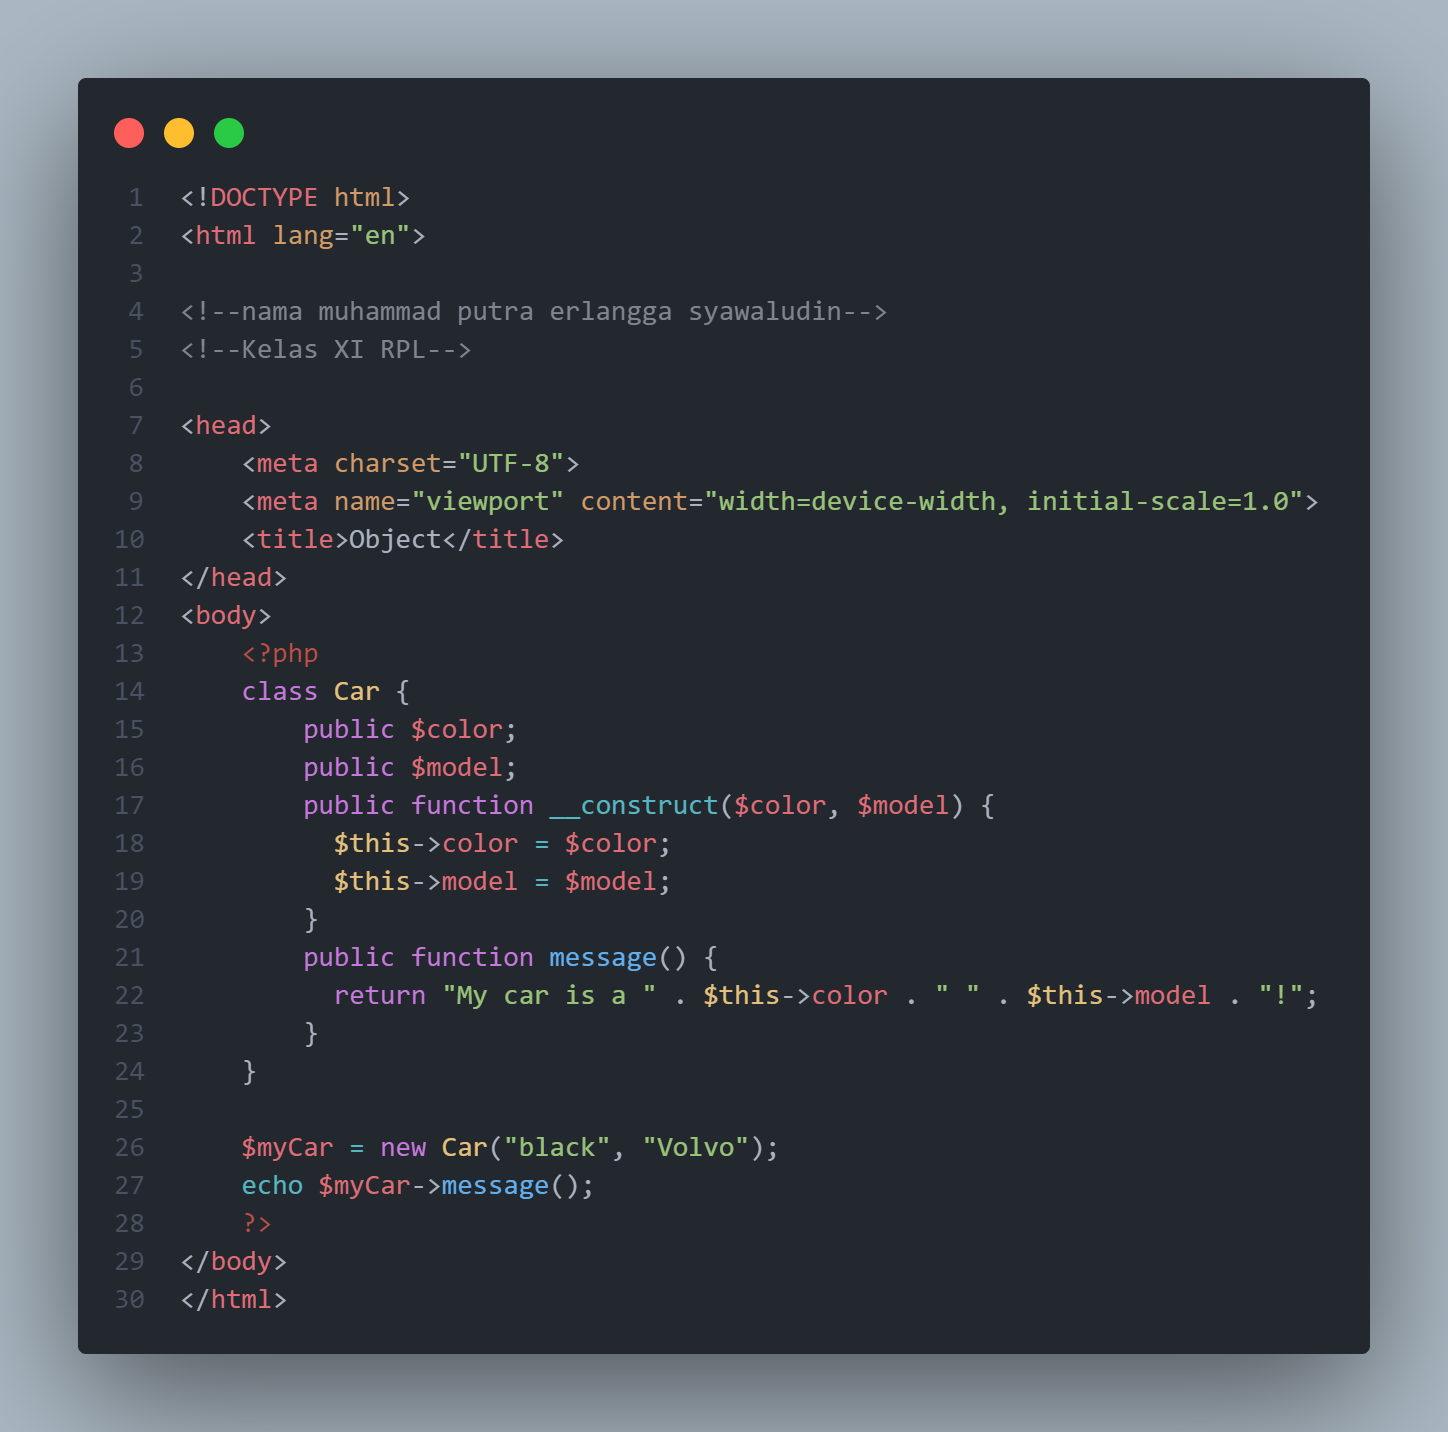 1 <!DOCTYPE html>
2 <html lang="en">
3
4 <!--nama muhammad putra erlangga syawaludin-->
5 <!--Kelas XI RPL-->
6
7 <head>
8     <meta charset="UTF-8">
9     <meta name="viewport" content="width=device-width, initial-scale=1.0">
10     <title>Object</title>
11 </head>
12 <body>
13     <?php
14     class Car {
15         public $color;
16         public $model;
17         public function __construct($color, $model) {
18           $this->color = $color;
19           $this->model = $model;
20         }
21         public function message() {
22           return "My car is a " . $this->color . " " . $this->model . "!";
23         }
24     }
25
26     $myCar = new Car("black", "Volvo");
27     echo $myCar->message();
28     ?>
29 </body>
30 </html>